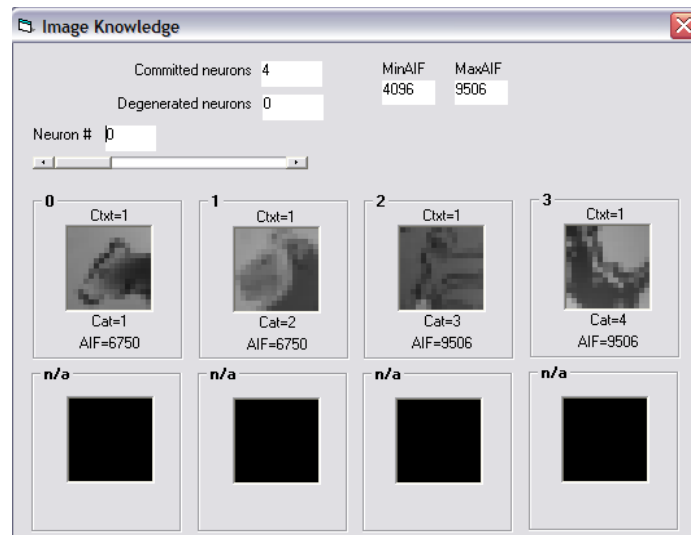 Image Knowledge
Committed neurons 4
MinAIF MaxAIF
4096 9506
Degenerated neurons 0
Neuron # 0
0 1 2 3
Ctxt=1 Ctxt=1 Ctxt=1 Ctxt=1
Cat=1 Cat=2 Cat=3 Cat=4
AIF=6750 AIF=6750 AIF=9506 AIF=9506
n/a n/a n/a n/a